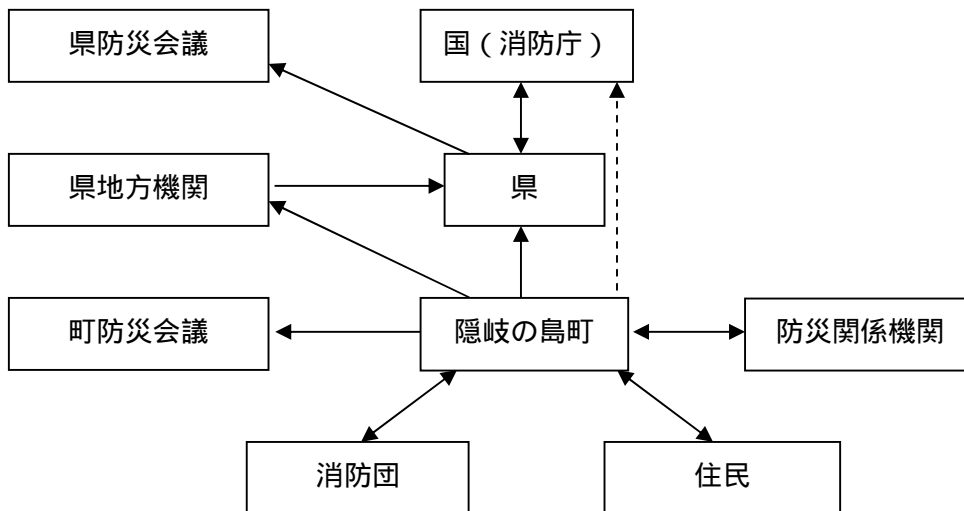 県防災会議
国(消防庁)
県地方機関
県
町防災会議
隠岐の島町
防災関係機関
消防団
住民